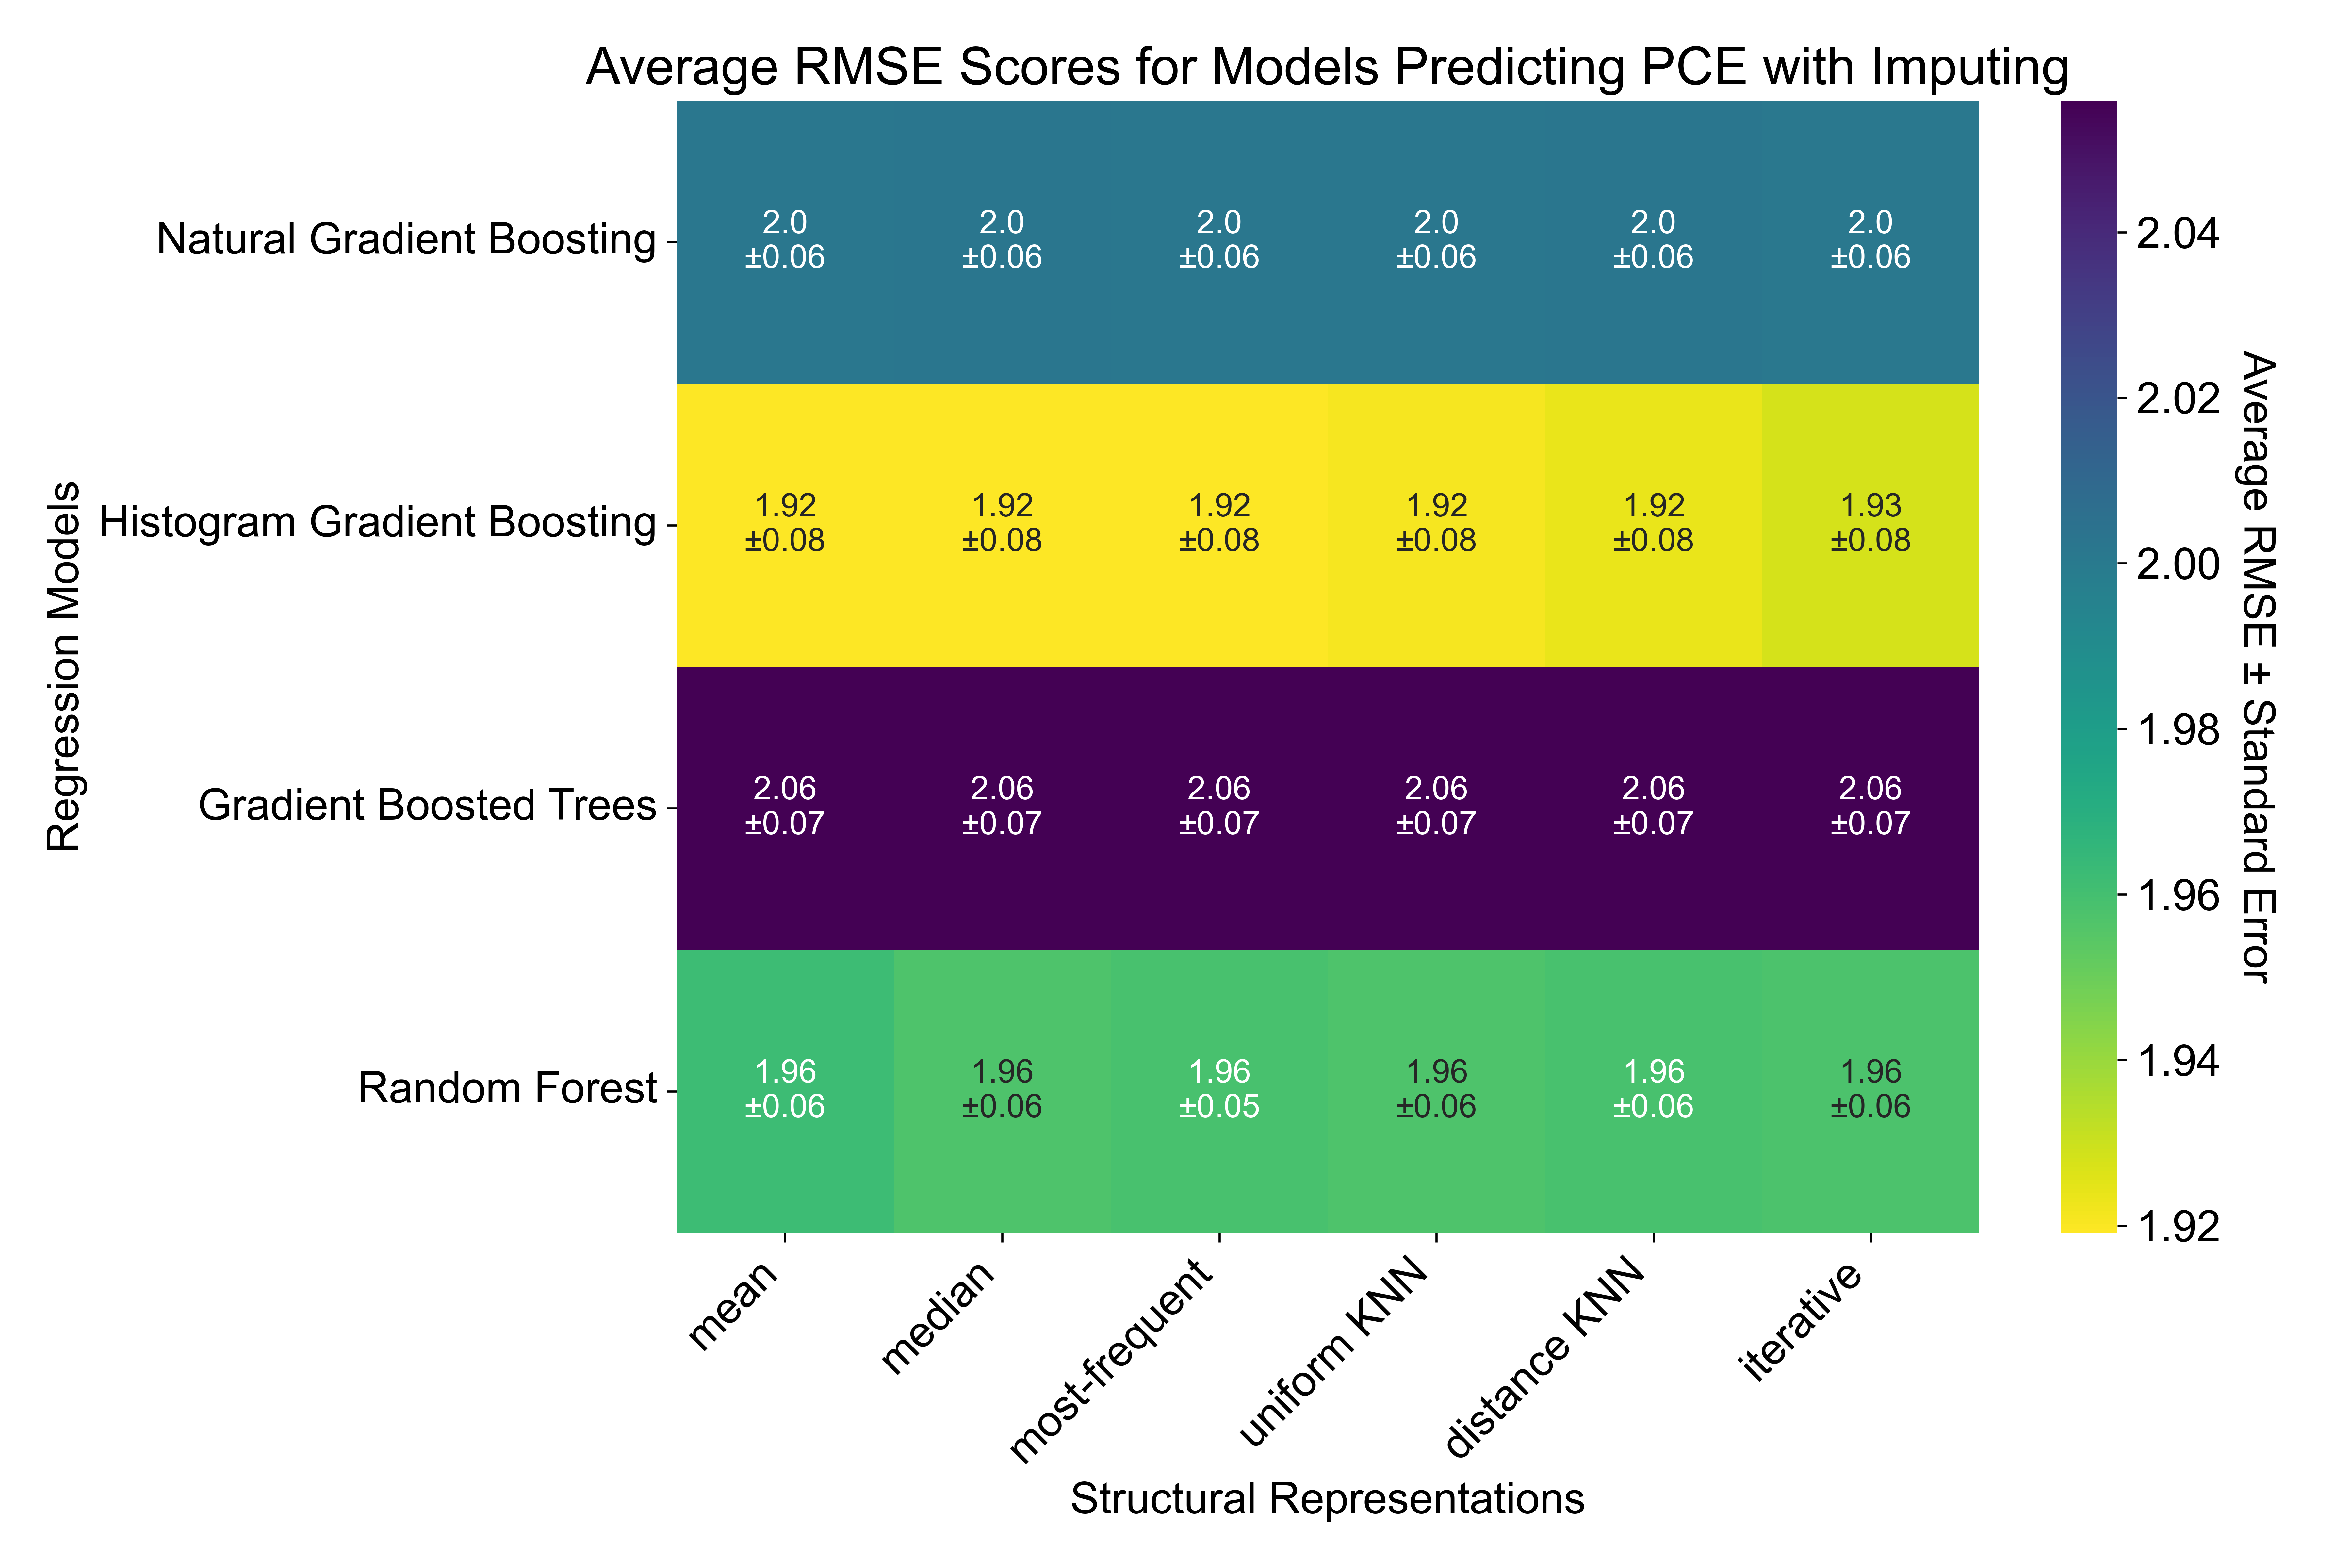 Average RMSE Scores for Models Predicting PCE with Imputing
Regression Models
Natural Gradient Boosting
2.0 2.0 2.0 2.0 2.0 2.0
±0.06 ±0.06 ±0.06 ±0.06 ±0.06 ±0.06
Histogram Gradient Boosting
1.92 1.92 1.92 1.92 1.92 1.93
±0.08 ±0.08 ±0.08 ±0.08 ±0.08 ±0.08
Gradient Boosted Trees
2.06 2.06 2.06 2.06 2.06 2.06
±0.07 ±0.07 ±0.07 ±0.07 ±0.07 ±0.07
Random Forest
1.96 1.96 1.96 1.96 1.96 1.96
±0.06 ±0.06 ±0.05 ±0.06 ±0.06 ±0.06
mean
median
most-frequent
uniform KNN
distance KNN
iterative
Structural Representations
2.04
2.02
2.00
1.98
1.96
1.94
1.92
Average RMSE ± Standard Error